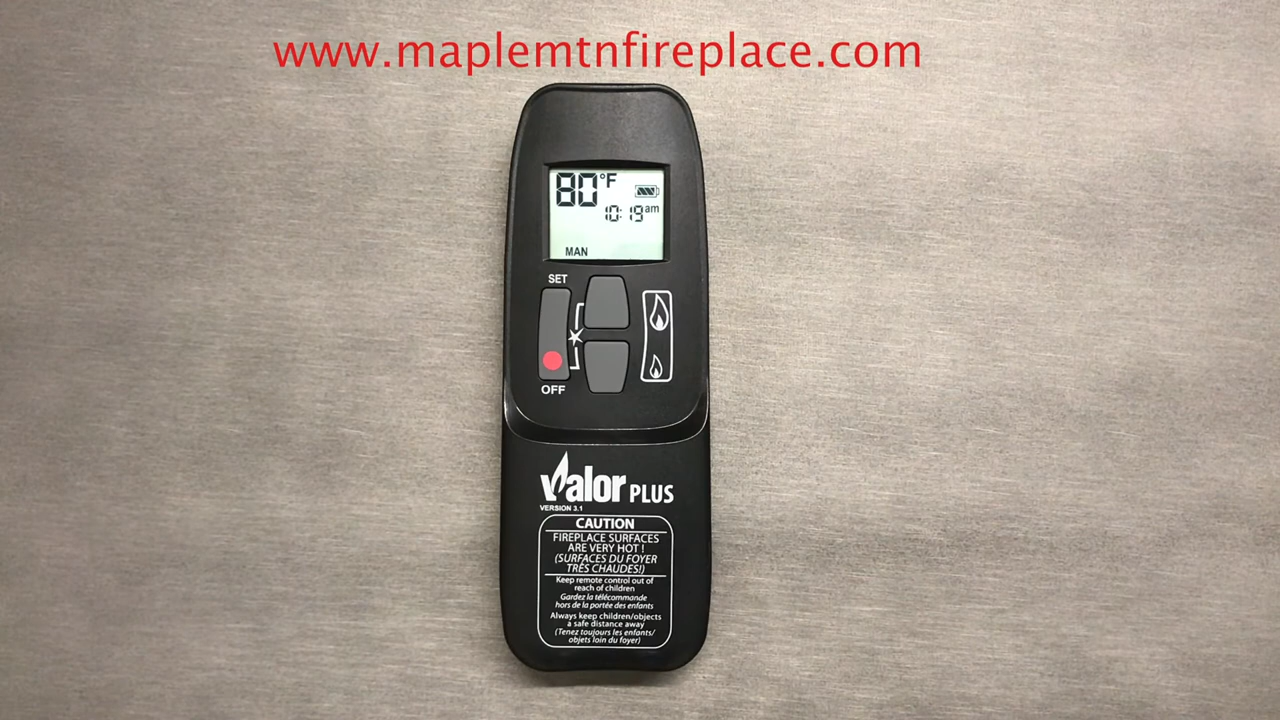 www.maplemtnfireplace.com
80°F
10:19am
MAN
SET
OFF
Valor PLUS
VERSION 3.1
CAUTION
FIREPLACE SURFACES
ARE VERY HOT !
(SURFACES DU FOYER
TRÈS CHAUDES!)
Keep remote control out of
reach of children
Gardez la télécommande
hors de la portée des enfants
Always keep children/objects
a safe distance away
(Tenez toujours les enfants/
objets loin du foyer)